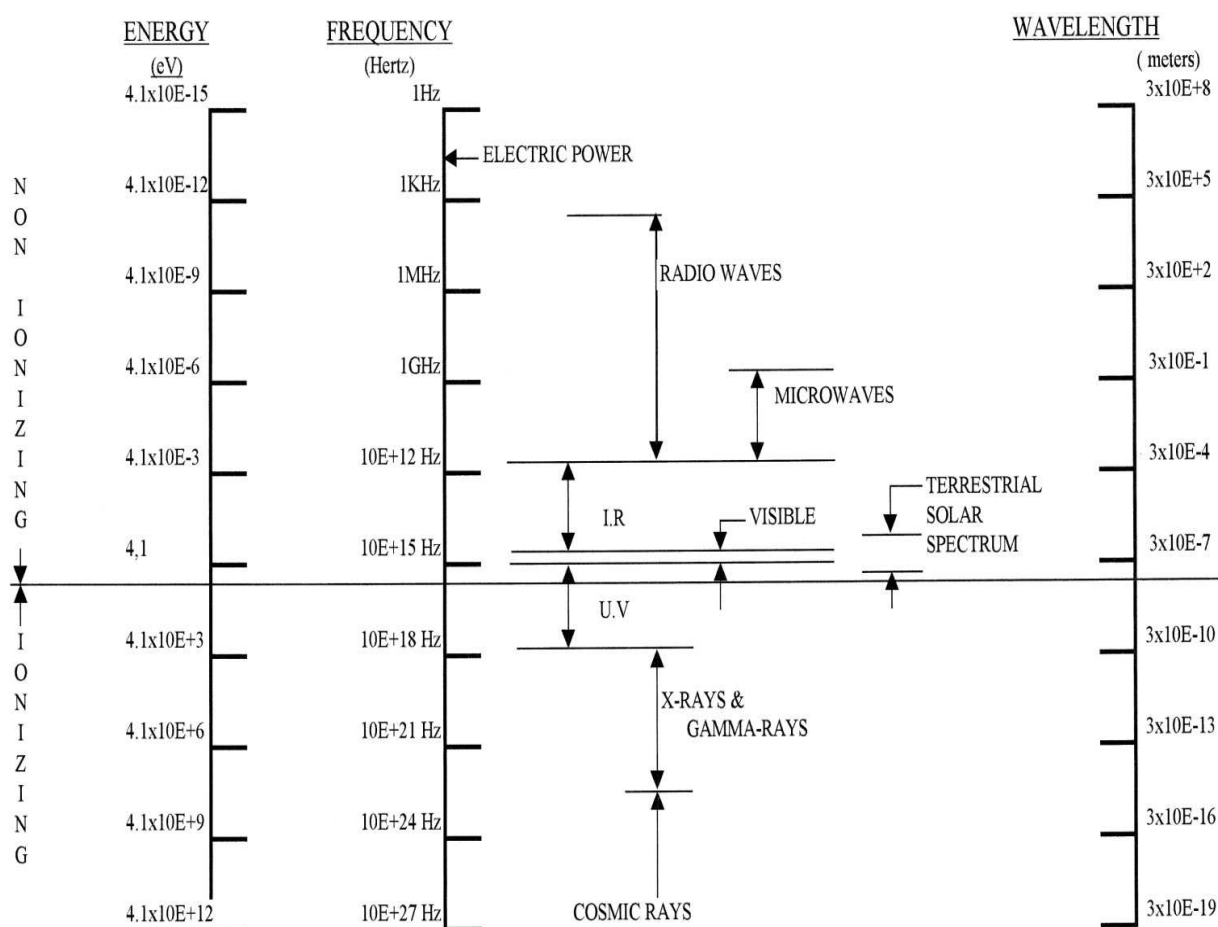 ENERGY
(eV)
4.1x10E-15
4.1x10E-12
4.1x10E-9
4.1x10E-6
4.1x10E-3
4,1
4.1x10E+3
4.1x10E+6
4.1x10E+9
4.1x10E+12
FREQUENCY
(Hertz)
1Hz
1KHz
1MHz
1GHz
10E+12 Hz
10E+15 Hz
10E+18 Hz
10E+21 Hz
10E+24 Hz
10E+27 Hz
WAVELENGTH
( meters)
3x10E+8
3x10E+5
3x10E+2
3x10E-1
3x10E-4
3x10E-7
3x10E-10
3x10E-13
3x10E-16
3x10E-19
NON IONIZING
IONIZING
ELECTRIC POWER
RADIO WAVES
MICROWAVES
I.R
VISIBLE
TERRESTRIAL
SOLAR
SPECTRUM
U.V
X-RAYS &
GAMMA-RAYS
COSMIC RAYS